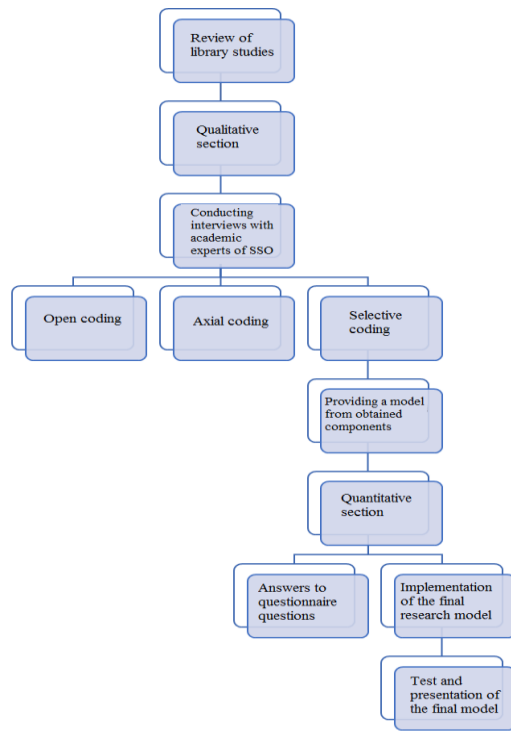 Review of
library studies
Qualitative
section
Conducting
interviews with
academic
experts of SSO
Open coding
Axial coding
Selective
coding
Providing a model
from obtained
components
Quantitative
section
Answers to
questionnaire
questions
Implementation
of the final
research model
Test and
presentation of
the final model